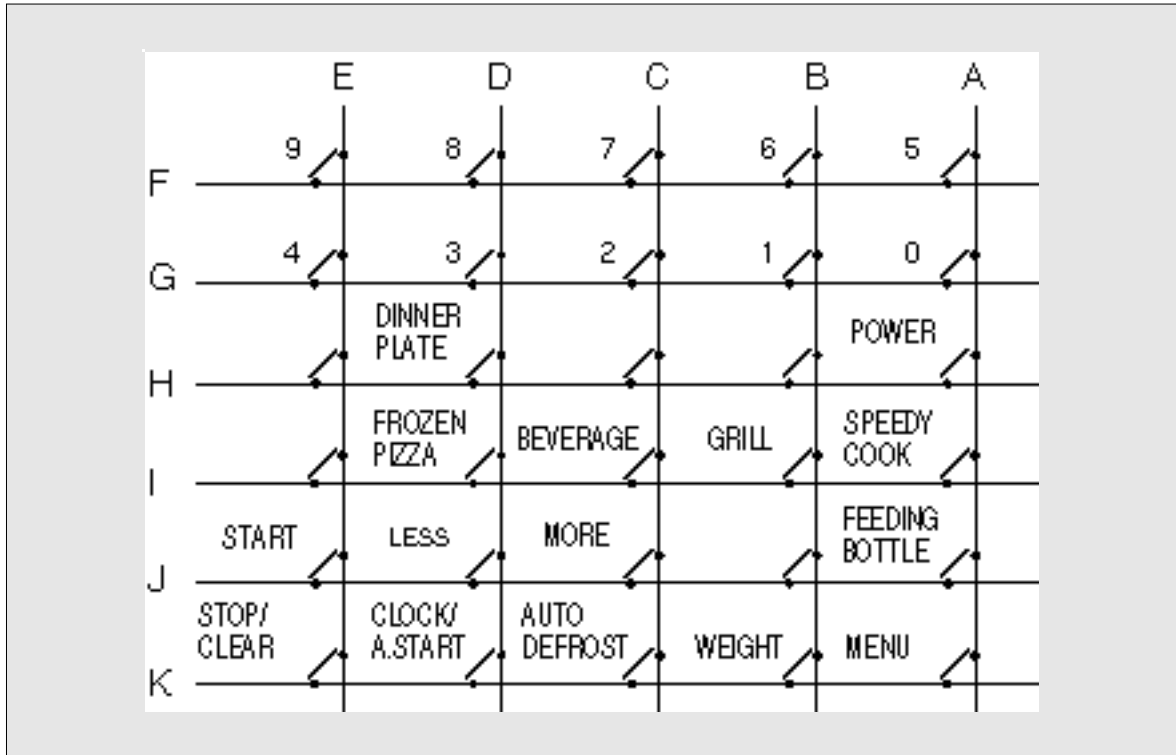 E D C B A
9 8 7 6 5
F
4 3 2 1 0
G
DINNER
PLATE
POWER
H
FROZEN
PIZZA
BEVERAGE
GRILL
SPEEDY
COOK
I
START
LESS
MORE
FEEDING
BOTTLE
J
STOP/
CLEAR
CLOCK/
A.START
AUTO
DEFROST
WEIGHT
MENU
K